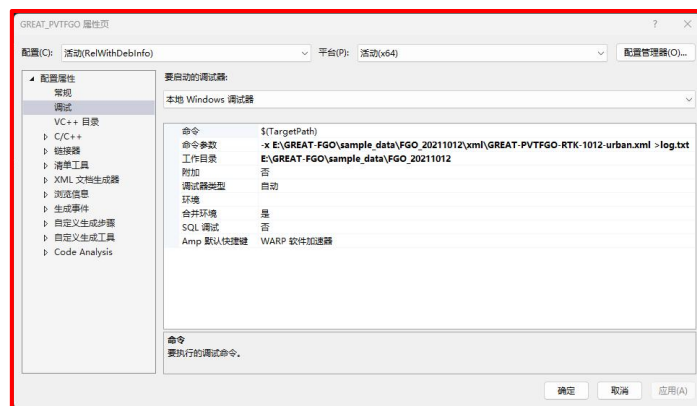 GREAT_PVTFGO 属性页
? ×
配置(C): 活动(RelWithDebInfo) 平台(P): 活动(x64) 配置管理器(O)...
配置属性
常规
调试
VC++ 目录
C/C++
链接器
清单工具
XML 文档生成器
浏览信息
生成事件
自定义生成步骤
自定义生成工具
Code Analysis
要启动的调试器:
本地 Windows 调试器
命令 $(TargetPath)
命令参数 -x E:\GREAT-FGO\sample_data\FGO_20211012\xml\GREAT-PVTFGO-RTK-1012-urban.xml >log.txt
工作目录 E:\GREAT-FGO\sample_data\FGO_20211012
附加 否
调试器类型 自动
环境
合并环境 是
SQL 调试 否
Amp 默认快捷键 WARP 软件加速器
命令
要执行的调试命令。
确定 取消 应用(A)